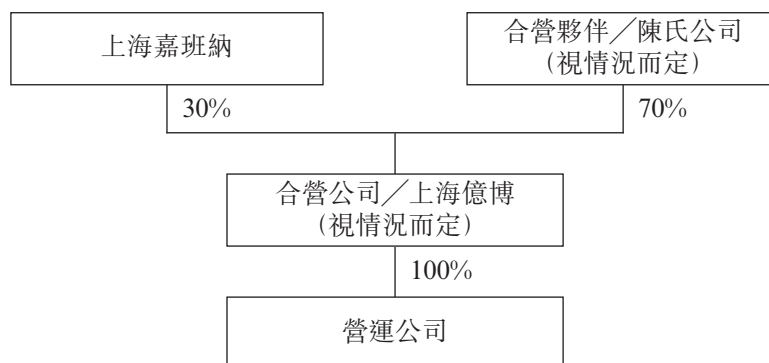 上海嘉班納
合營夥伴／陳氏公司
(視情況而定)
30%
70%
合營公司／上海億博
(視情況而定)
100%
營運公司